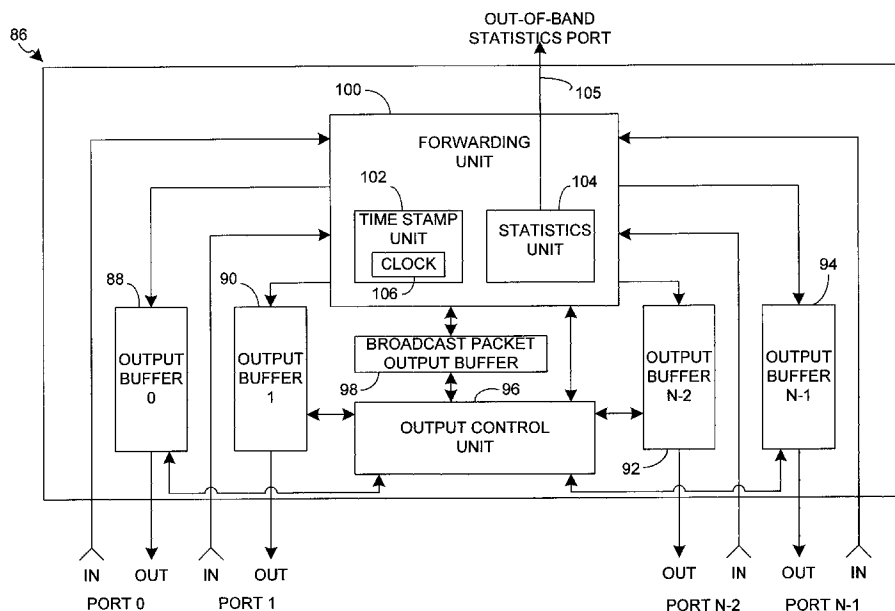 OUT-OF-BAND
STATISTICS PORT
86
100
105
FORWARDING
UNIT
102
104
TIME STAMP
UNIT
CLOCK
106
STATISTICS
UNIT
88
90
94
OUTPUT
BUFFER
0
OUTPUT
BUFFER
1
BROADCAST PACKET
OUTPUT BUFFER
98
96
OUTPUT CONTROL
UNIT
OUTPUT
BUFFER
N-2
92
OUTPUT
BUFFER
N-1
IN OUT IN OUT OUT IN OUT IN
PORT 0 PORT 1 PORT N-2 PORT N-1